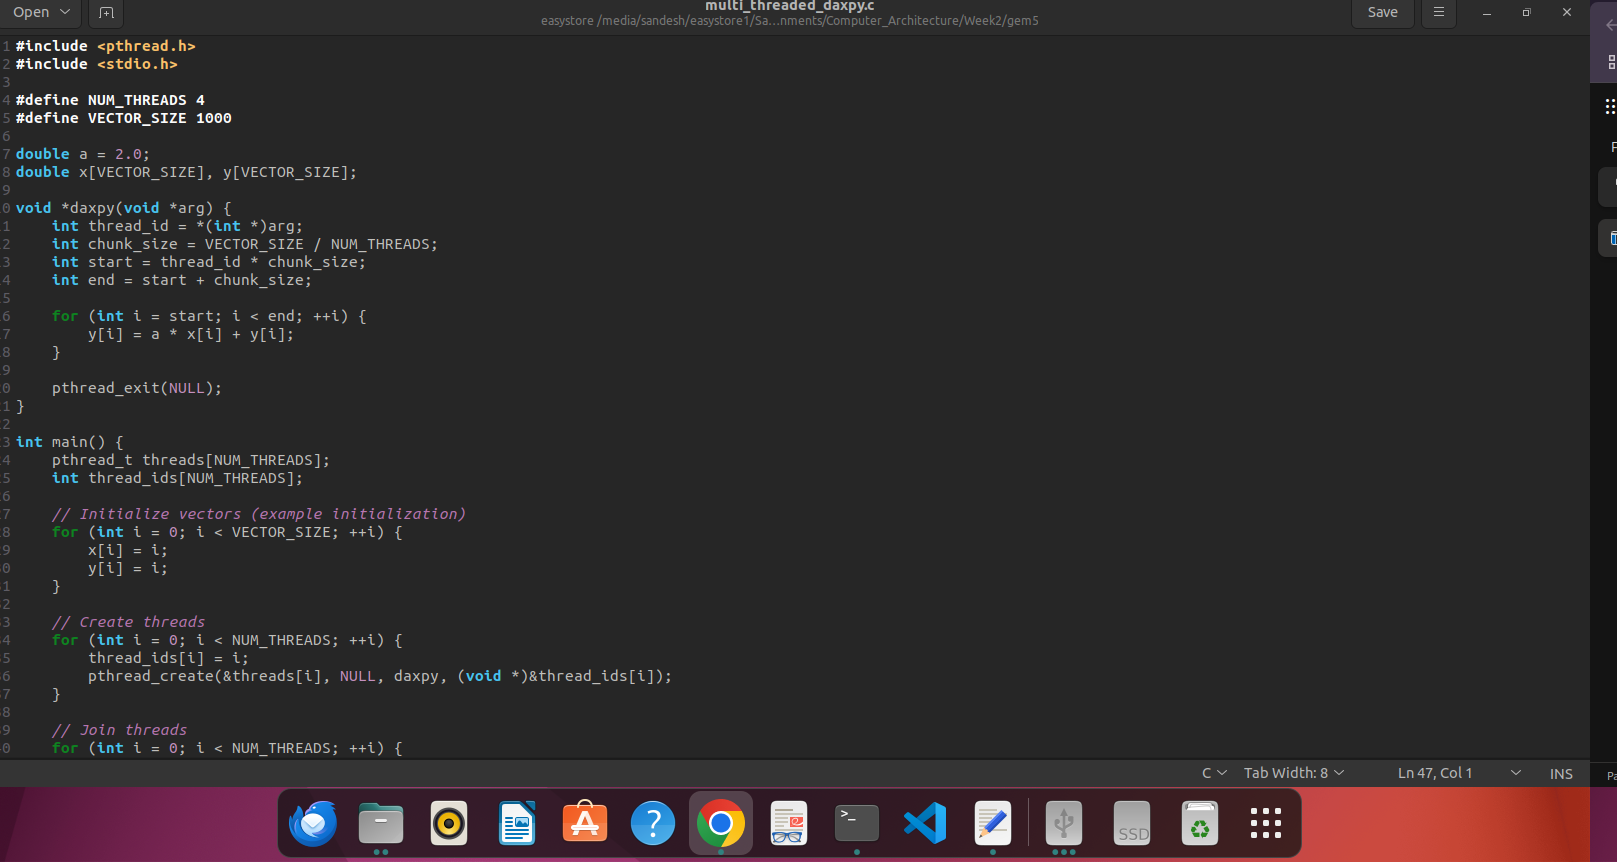 Open
multi_threaded_daxpy.c
easystore /media/sandesh/easystore1/Sa...nments/Computer_Architecture/Week2/gem5
Save
1 #include <pthread.h>
2 #include <stdio.h>
3
4 #define NUM_THREADS 4
5 #define VECTOR_SIZE 1000
6
7 double a = 2.0;
8 double x[VECTOR_SIZE], y[VECTOR_SIZE];
9
0 void *daxpy(void *arg) {
1     int thread_id = *(int *)arg;
2     int chunk_size = VECTOR_SIZE / NUM_THREADS;
3     int start = thread_id * chunk_size;
4     int end = start + chunk_size;
5
6     for (int i = start; i < end; ++i) {
7         y[i] = a * x[i] + y[i];
8     }
9
0     pthread_exit(NULL);
1 }
2
3 int main() {
4     pthread_t threads[NUM_THREADS];
5     int thread_ids[NUM_THREADS];
6
7     // Initialize vectors (example initialization)
8     for (int i = 0; i < VECTOR_SIZE; ++i) {
9         x[i] = i;
0         y[i] = i;
1     }
2
3     // Create threads
4     for (int i = 0; i < NUM_THREADS; ++i) {
5         thread_ids[i] = i;
6         pthread_create(&threads[i], NULL, daxpy, (void *)&thread_ids[i]);
7     }
8
9     // Join threads
0     for (int i = 0; i < NUM_THREADS; ++i) {
C Tab Width: 8 Ln 47, Col 1 INS
Pa
>_
SSD